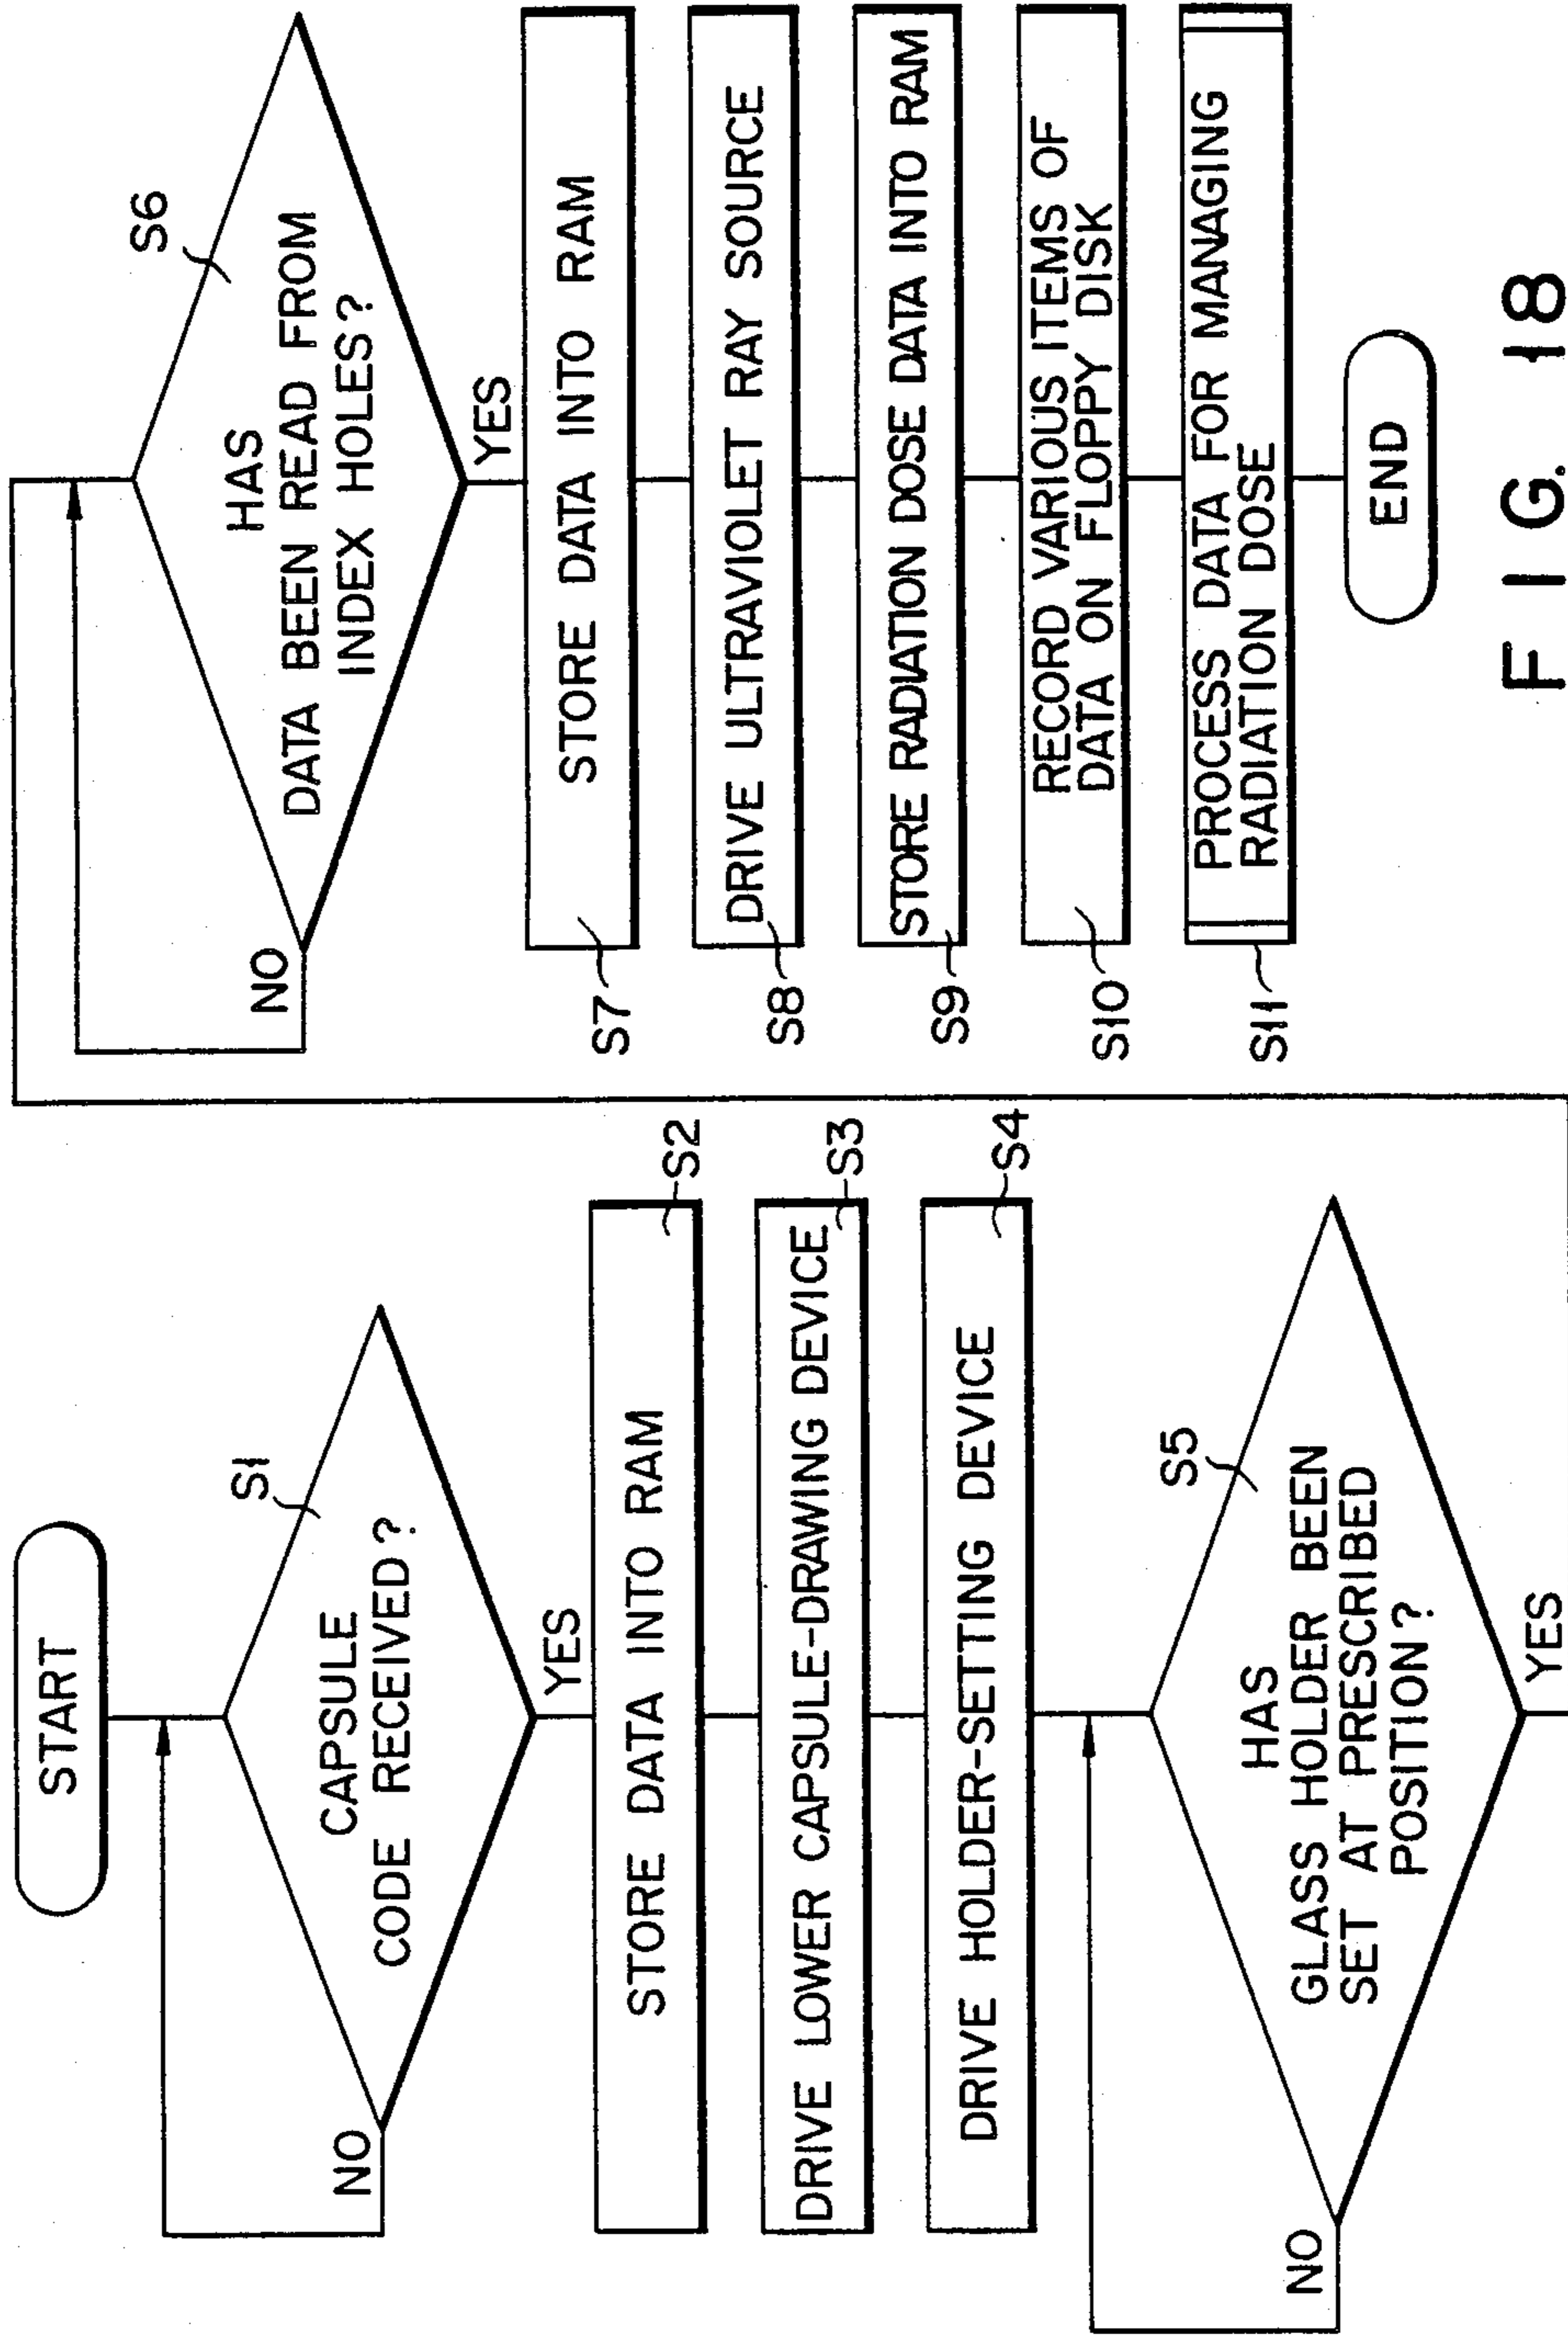 START
S1
CAPSULE
CODE RECEIVED?
NO
YES
S2
STORE DATA INTO RAM
S3
DRIVE LOWER CAPSULE-DRAWING DEVICE
S4
DRIVE HOLDER-SETTING DEVICE
S5
HAS
GLASS HOLDER BEEN
SET AT PRESCRIBED
POSITION?
NO
YES
S6
HAS
DATA BEEN READ FROM
INDEX HOLES?
NO
YES
S7
STORE DATA INTO RAM
S8
DRIVE ULTRAVIOLET RAY SOURCE
S9
STORE RADIATION DOSE DATA INTO RAM
S10
RECORD VARIOUS ITEMS OF
DATA ON FLOPPY DISK
S11
PROCESS DATA FOR MANAGING
RADIATION DOSE
END
FIG. 18